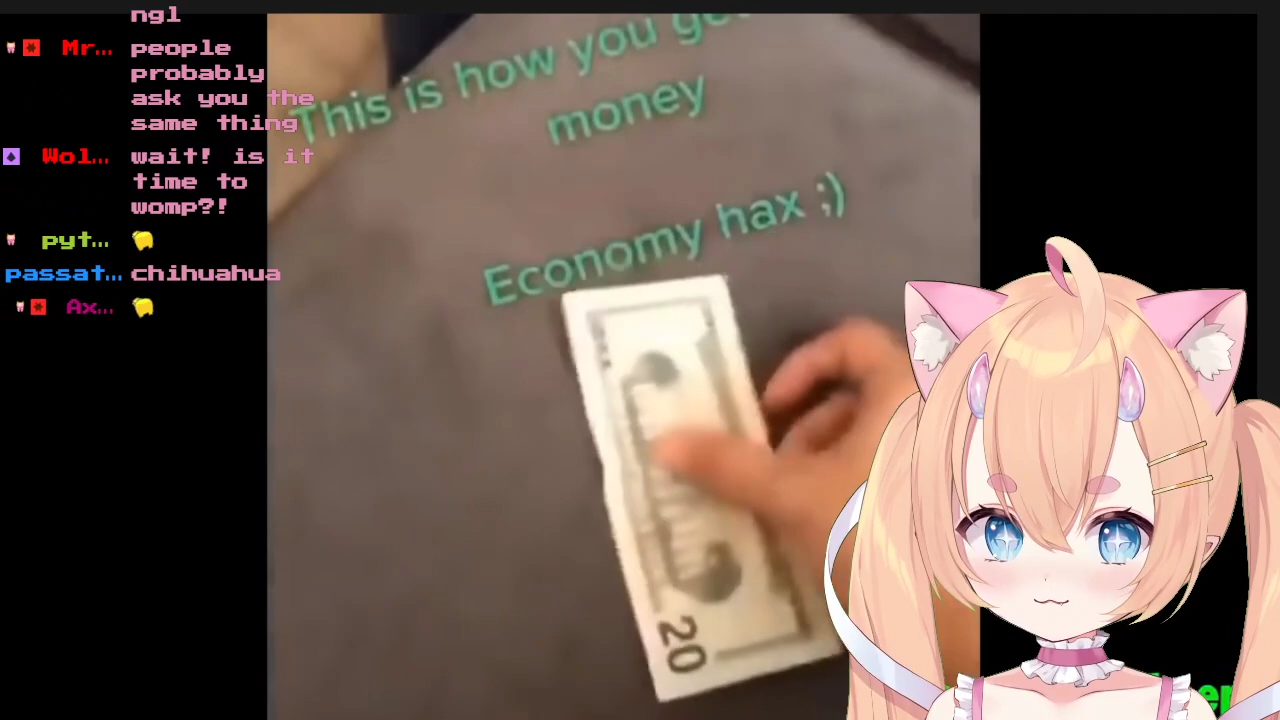 ngl
Mr... people
probably
ask you the
same thing
Wol... wait! is it
time to
womp?!
pyt...
passat... chihuahua
Ax...
This is how you get
money
Economy hax ;)
20